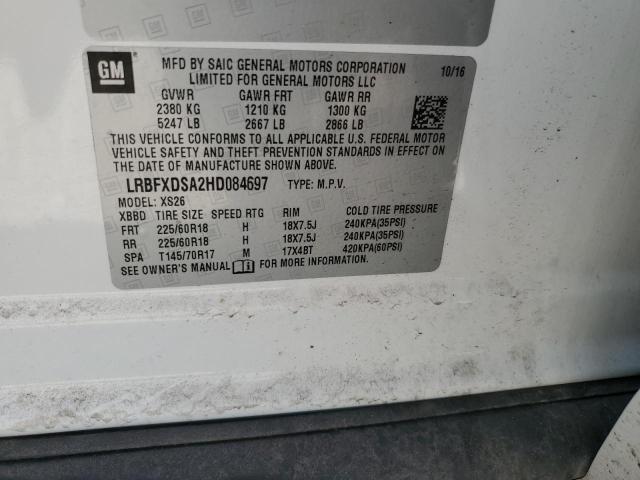 GM
MFD BY SAIC GENERAL MOTORS CORPORATION 10/16
LIMITED FOR GENERAL MOTORS LLC
GVWR GAWR FRT GAWR RR
2380 KG 1210 KG 1300 KG
5247 LB 2667 LB 2866 LB
THIS VEHICLE CONFORMS TO ALL APPLICABLE U.S. FEDERAL MOTOR
VEHICLE SAFETY AND THEFT PREVENTION STANDARDS IN EFFECT ON THE
DATE OF MANUFACTURE SHOWN ABOVE.
LRBFXDSA2HD084697 TYPE: M.P.V.
MODEL: XS26
XBBD TIRE SIZE SPEED RTG RIM COLD TIRE PRESSURE
FRT 225/60R18 H 18X7.5J 240KPA(35PSI)
RR 225/60R18 H 18X7.5J 240KPA(35PSI)
SPA T145/70R17 M 17X4BT 420KPA(60PSI)
SEE OWNER'S MANUAL FOR MORE INFORMATION.